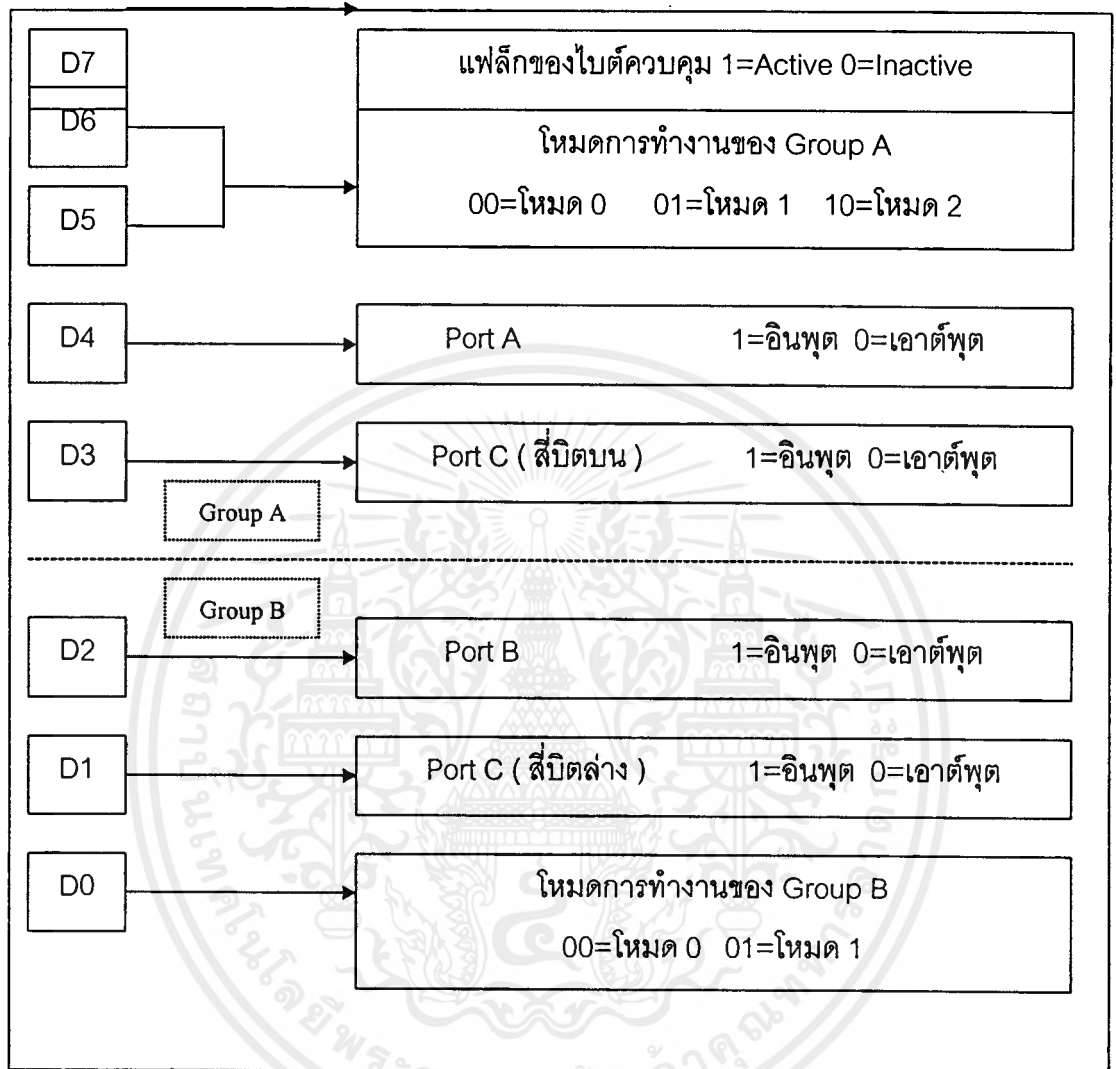 D7
แฟล็กของไบต์ควบคุม 1=Active 0=Inactive
D6
โหมดการทำงานของ Group A
D5
00=โหมด 0 01=โหมด 1 10=โหมด 2
D4
Port A 1=อินพุต 0=เอาต์พุต
D3
Port C ( สี่บิตบน ) 1=อินพุต 0=เอาต์พุต
Group A
Group B
D2
Port B 1=อินพุต 0=เอาต์พุต
D1
Port C ( สี่บิตล่าง ) 1=อินพุต 0=เอาต์พุต
D0
โหมดการทำงานของ Group B
00=โหมด 0 01=โหมด 1